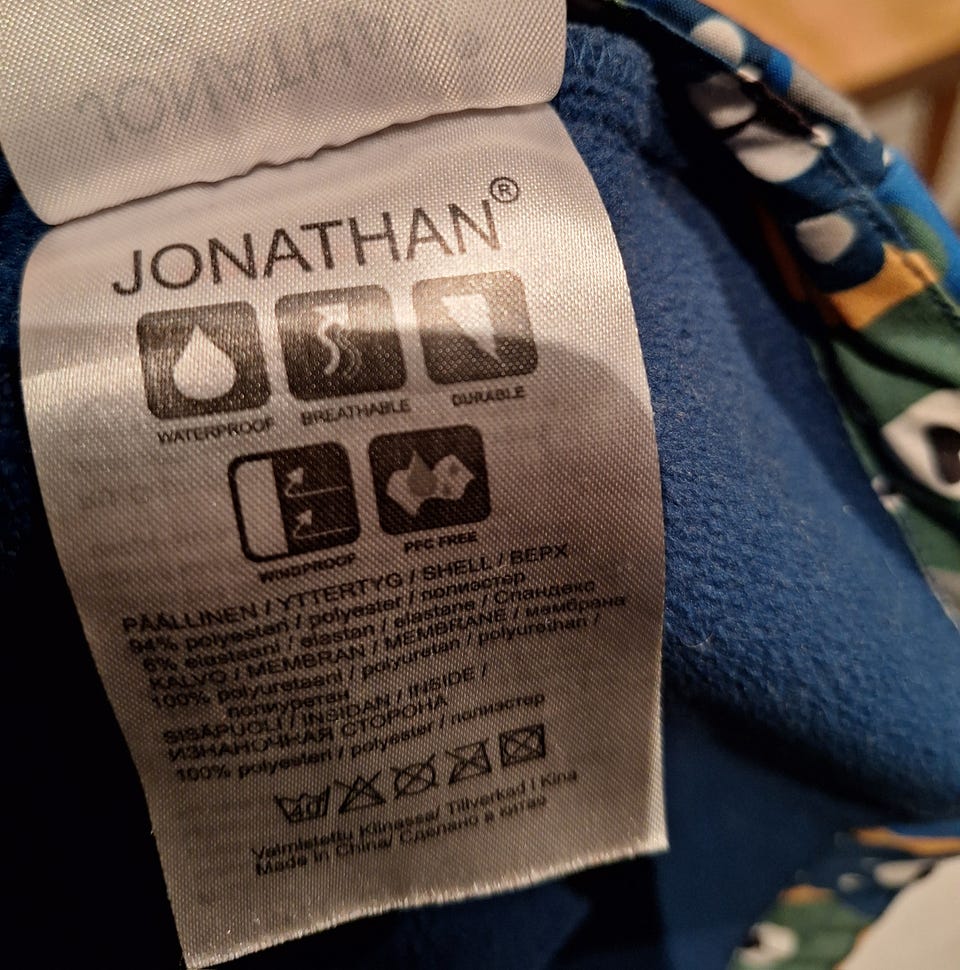 JONATHAN®
WATERPROOF BREATHABLE DURABLE
WINDPROOF PFC FREE
PÄÄLLINEN / YTTERTYG / SHELL / ВЕРХ
94% polyesteri / polyester / полиэстер
6% elastaani / elastan / elastane / Спандекс
KALVO / MEMBRAN / MEMBRANE / мембрана
100% polyuretaani / polyuretan / polyurethan /
полиуретан
SISÄPUOLI / INSIDAN / INSIDE /
ИЗНАНОЧНАЯ СТОРОНА
100% polyesteri / polyester / полиэстер
40
Valmistettu Kiinassa/ Tillverkad i Kina
Made in China/ Сделано в китае